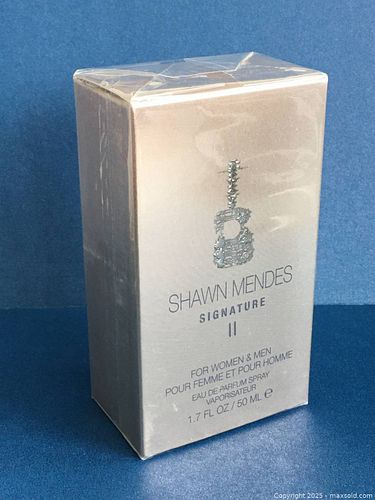 SHAWN MENDES
SIGNATURE
II
FOR WOMEN & MEN
POUR FEMME ET POUR HOMME
EAU DE PARFUM SPRAY
VAPORISATEUR
1.7 FL OZ / 50 ML ℮
Copyright 2025 - maxsold.com